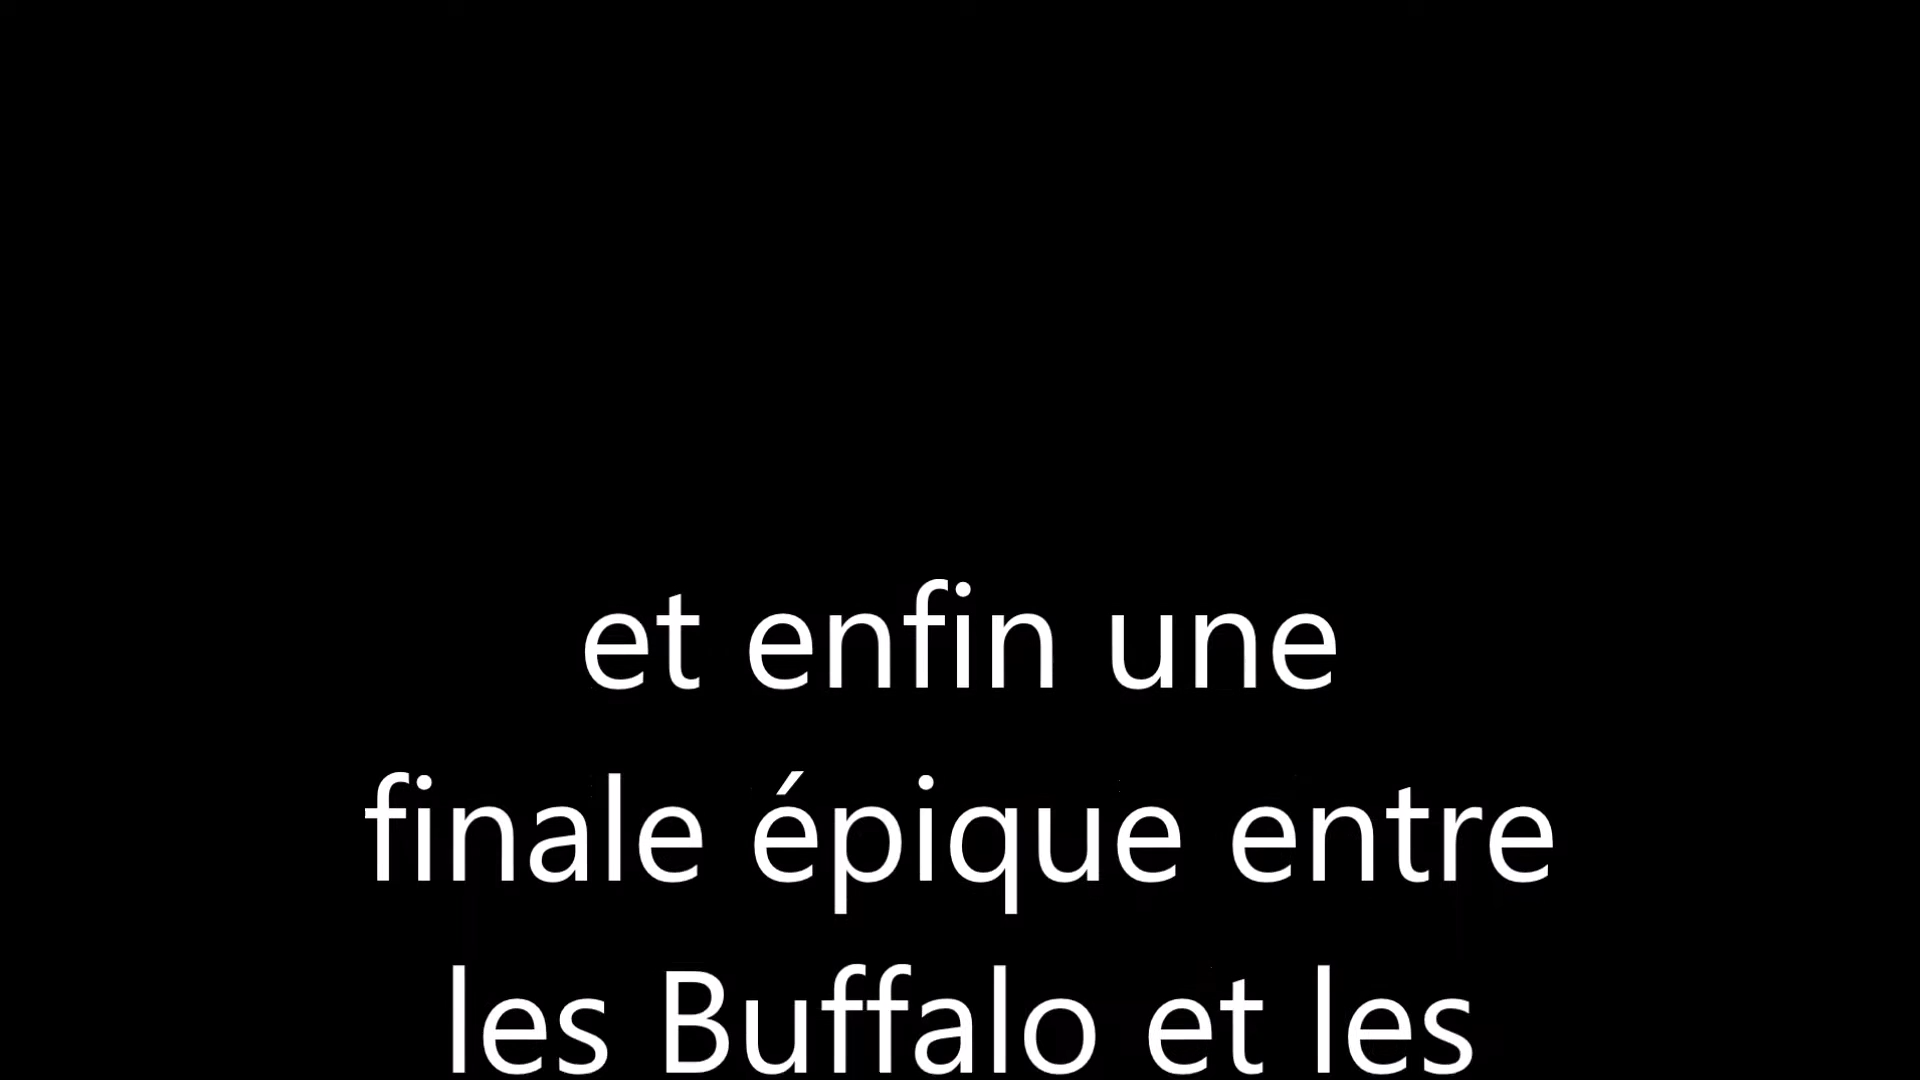 et enfin une
finale épique entre
les Buffalo et les